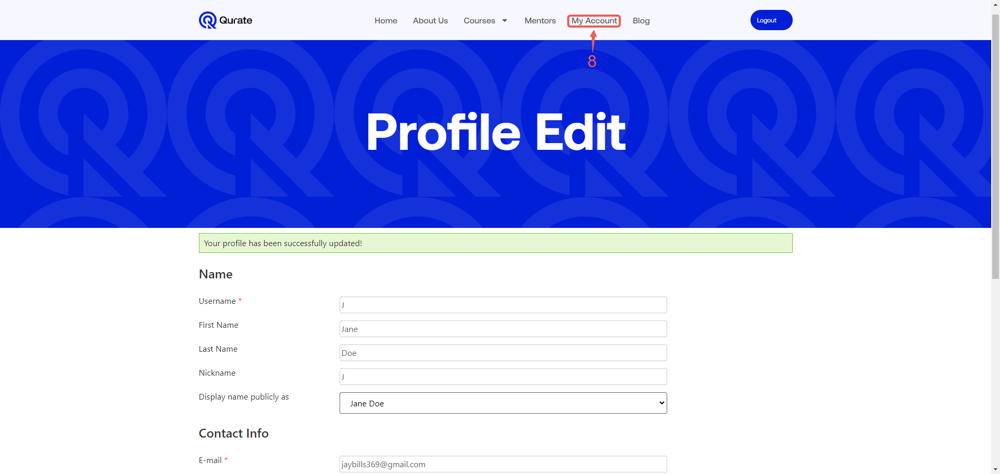 Qurate
Home About Us Courses Mentors My Account Blog Logout
8
Profile Edit
Your profile has been successfully updated!
Name
Username * J
First Name Jane
Last Name Doe
Nickname J
Display name publicly as Jane Doe
Contact Info
E-mail * jaybills369@gmail.com